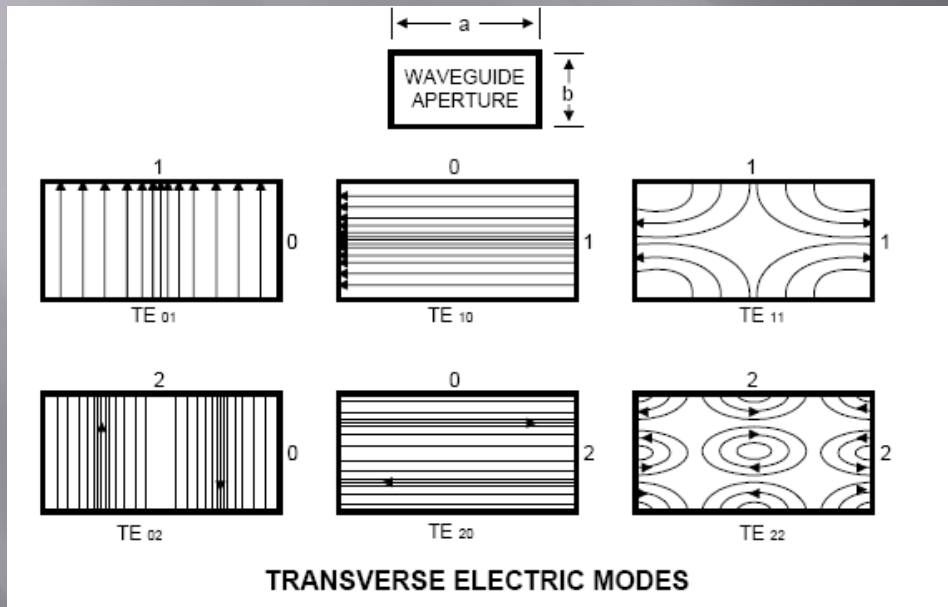 a
WAVEGUIDE
APERTURE
b
1
0
1
0
1
1
TE 01
TE 10
TE 11
2
0
2
0
2
2
TE 02
TE 20
TE 22
TRANSVERSE ELECTRIC MODES